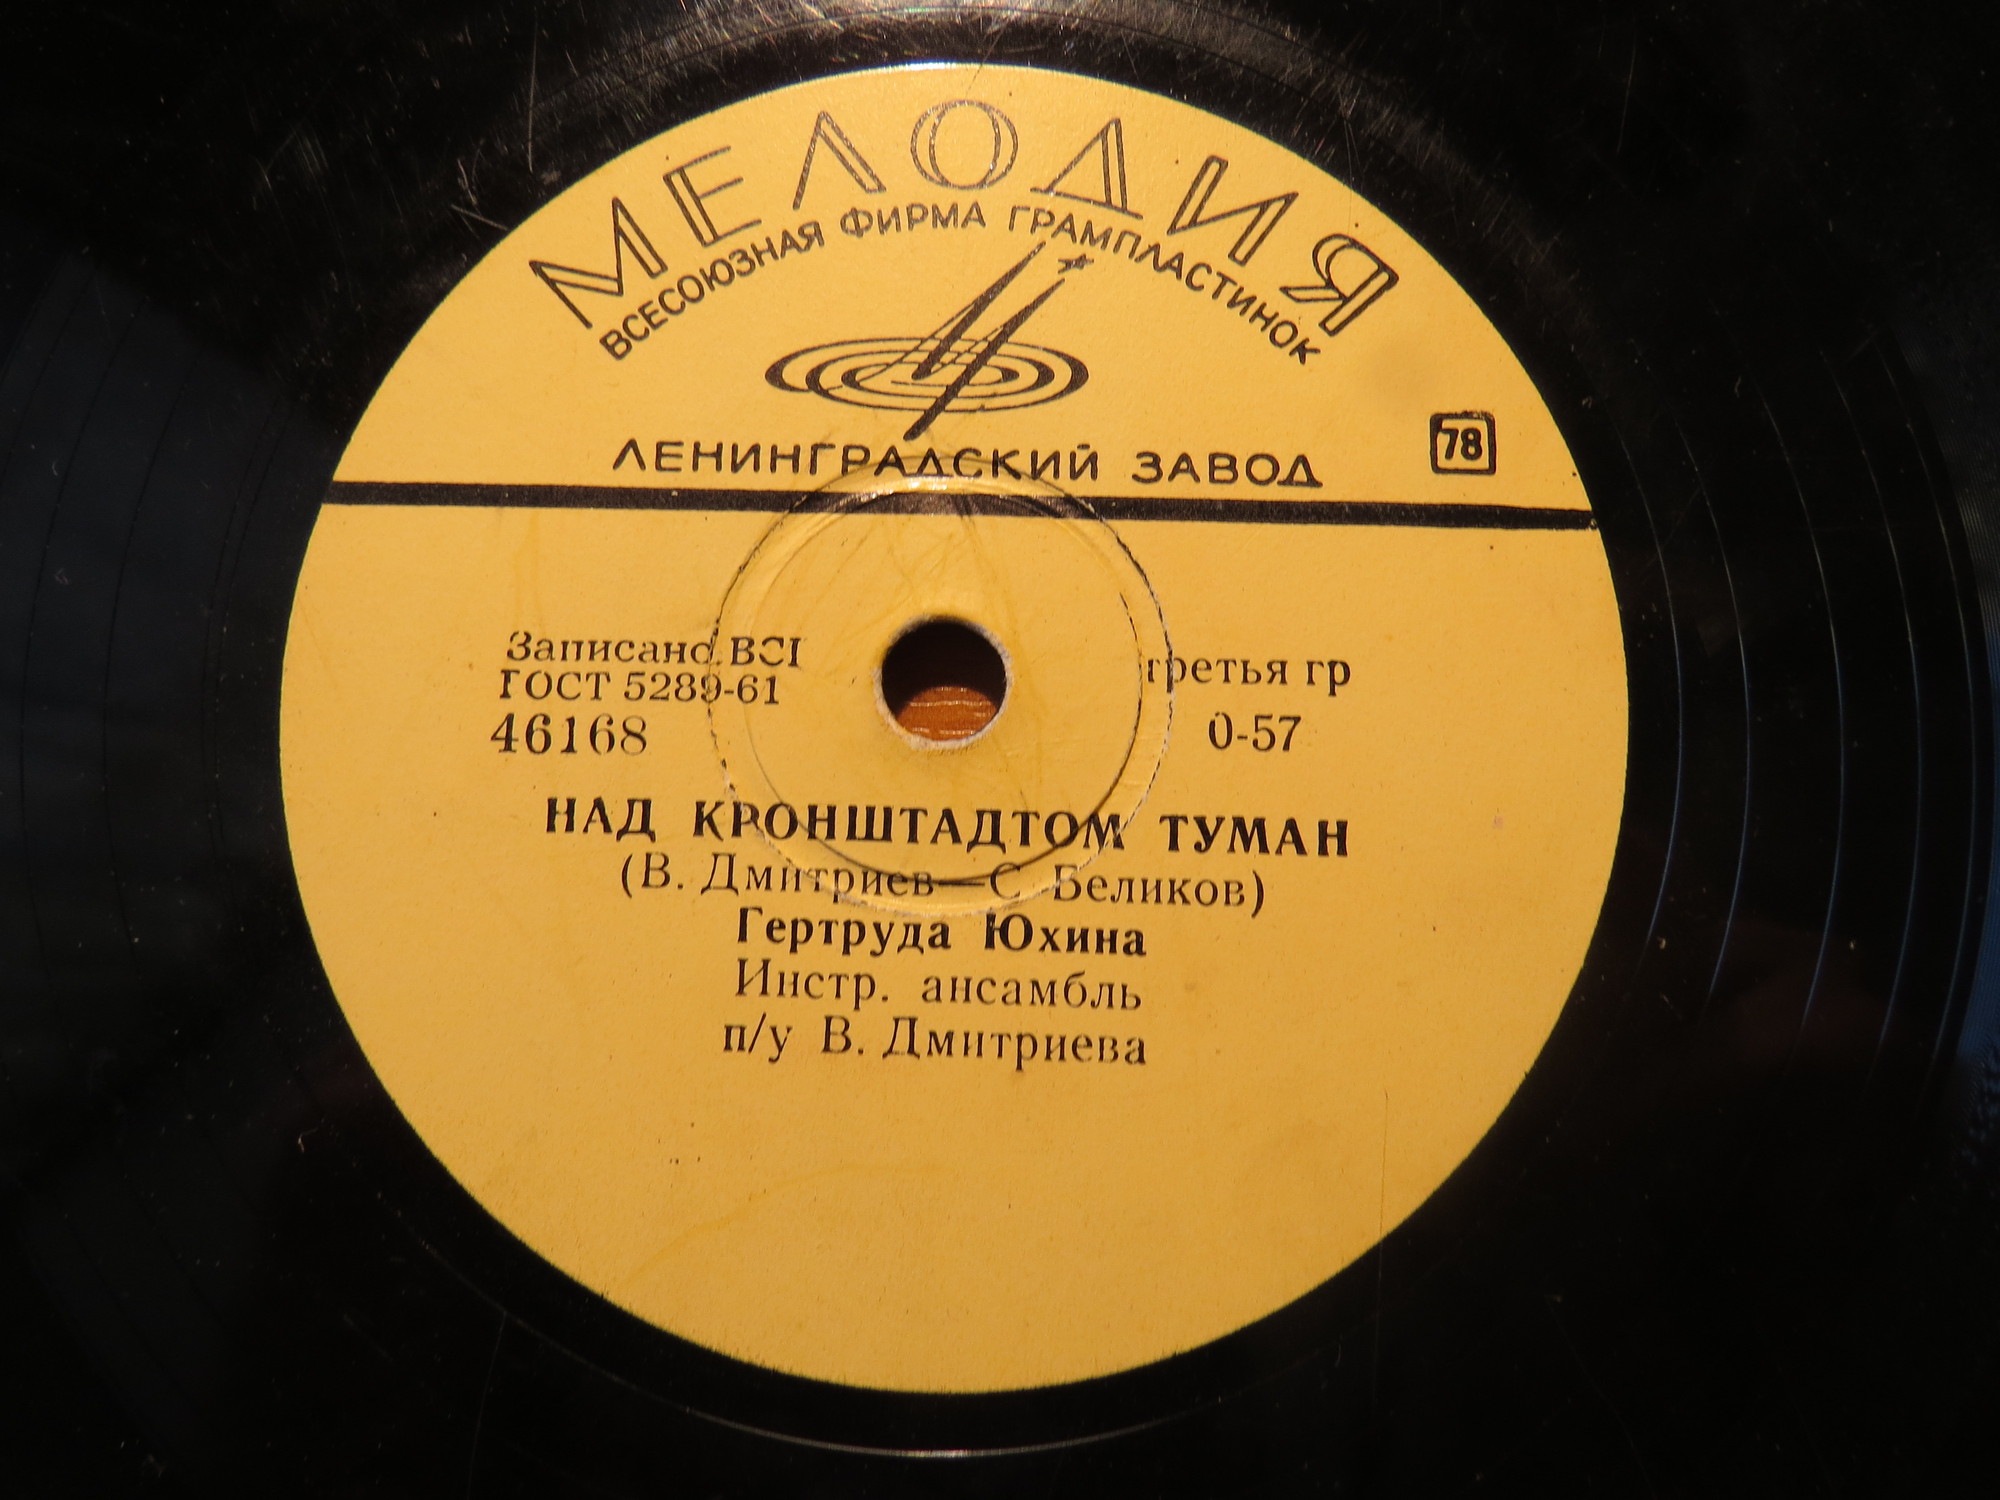 МЕЛОДИЯ
ВСЕСОЮЗНАЯ ФИРМА ГРАМПЛАСТИНОК
ЛЕНИНГРАДСКИЙ ЗАВОД
78
Записано третья гр
ГОСТ 5289-61
46168 0-57
НАД КРОНШТАДТОМ ТУМАН
(В. Дмитриев—С Беликов)
Гертруда Юхина
Инстр. ансамбль
п/у В. Дмитриева